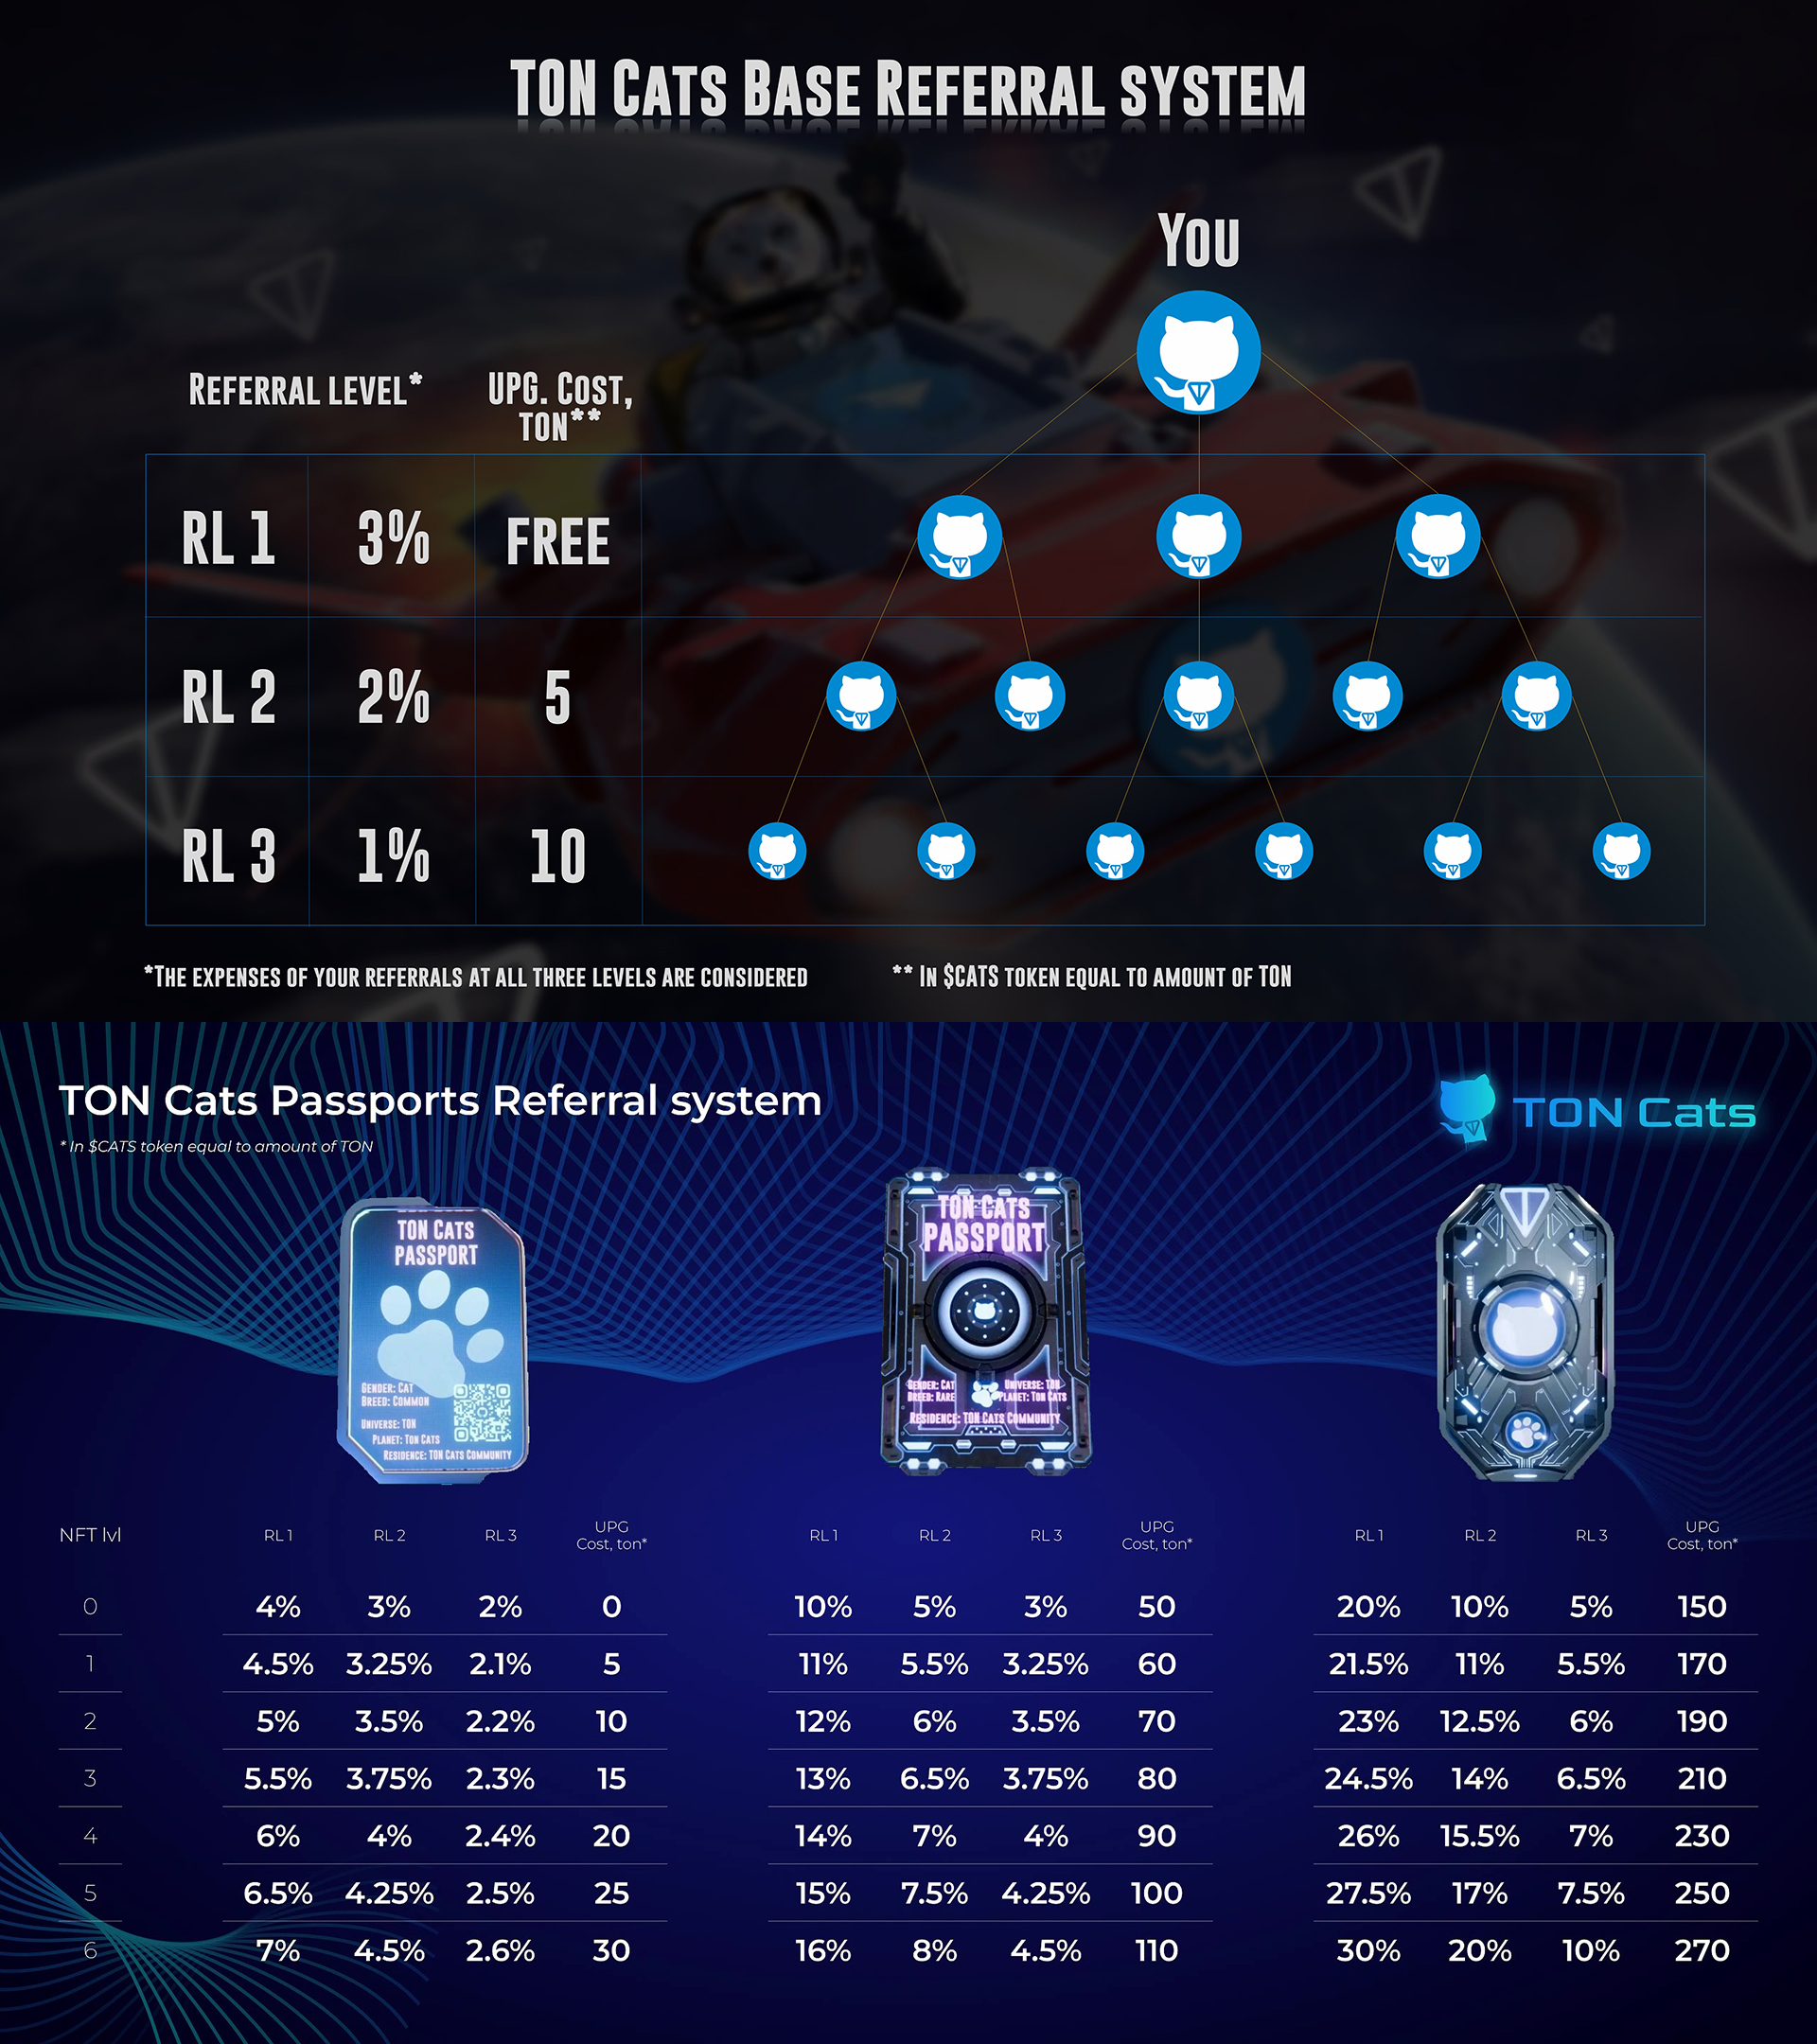 TON Cats Base Referral system
You
Referral level* UPG. Cost, TON**
RL 1 3% FREE
RL 2 2% 5
RL 3 1% 10
*The expenses of your referrals at all three levels are considered
** In $CATS token equal to amount of TON
TON Cats Passports Referral system
* In $CATS token equal to amount of TON
TON Cats
TON Cats
PASSPORT
Gender: Cat
Breed: Common
Universe: TON
Planet: Ton Cats
Residence: TON Cats Community
TON Cats
PASSPORT
Gender: Cat
Breed: Rare
Universe: TON
Planet: Ton Cats
Residence: TON Cats Community
NFT lvl RL 1 RL 2 RL 3 UPG Cost, ton* RL 1 RL 2 RL 3 UPG Cost, ton* RL 1 RL 2 RL 3 UPG Cost, ton*
0 4% 3% 2% 0 10% 5% 3% 50 20% 10% 5% 150
1 4.5% 3.25% 2.1% 5 11% 5.5% 3.25% 60 21.5% 11% 5.5% 170
2 5% 3.5% 2.2% 10 12% 6% 3.5% 70 23% 12.5% 6% 190
3 5.5% 3.75% 2.3% 15 13% 6.5% 3.75% 80 24.5% 14% 6.5% 210
4 6% 4% 2.4% 20 14% 7% 4% 90 26% 15.5% 7% 230
5 6.5% 4.25% 2.5% 25 15% 7.5% 4.25% 100 27.5% 17% 7.5% 250
6 7% 4.5% 2.6% 30 16% 8% 4.5% 110 30% 20% 10% 270